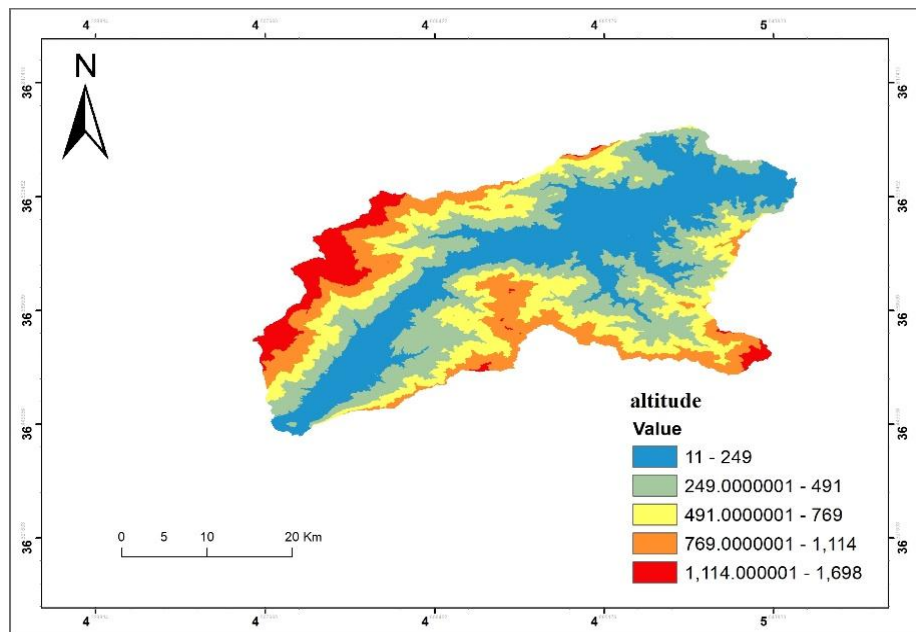 4 4 4 4 5
N
36 36
36 36
36 36
36 36
36 36
altitude
Value
11 - 249
249.0000001 - 491
491.0000001 - 769
769.0000001 - 1,114
1,114.000001 - 1,698
0 5 10 20 Km
4 4 4 4 5